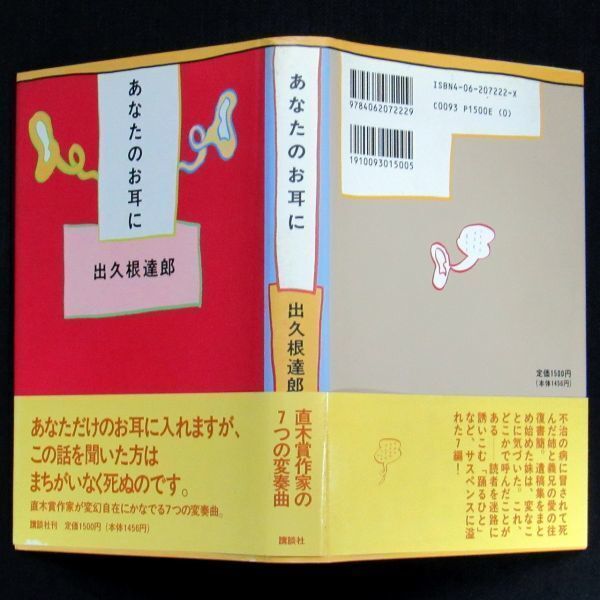 あなたのお耳に
出久根達郎
あなただけのお耳に入れますが、
この話を聞いた方は
まちがいなく死ぬのです。
直木賞作家が変幻自在にかなでる7つの変奏曲。
講談社刊 定価1500円(本体1456円)
あなたのお耳に
出久根達郎
直木賞作家の
7つの変奏曲
講談社
ISBN4-06-207222-X
C0093 P1500E (0)
9784062072229
1910093015005
定価1500円
(本体1456円)
不治の病に冒されて死
んだ姉と義兄の愛の往
復書簡。遺稿集をまと
め始めた妹は、変なこ
とに気づいた。これ、
どこかで呼んだことが
ある──読者を迷路に
誘いこむ「踊るひと」
など、サスペンスに溢
れた7編!